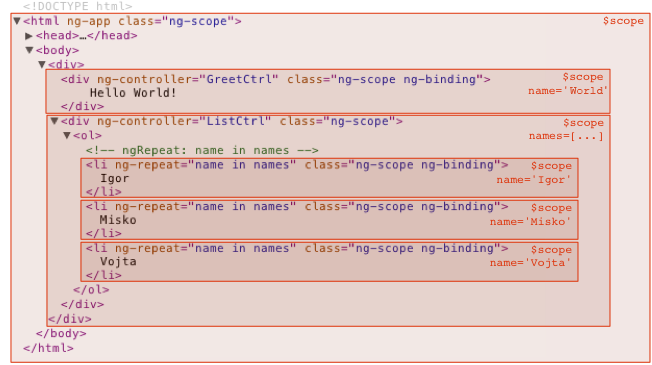 <!DOCTYPE html>
▼<html ng-app class="ng-scope"> $scope
▶<head>…</head>
▼<body>
▼<div>
<div ng-controller="GreetCtrl" class="ng-scope ng-binding"> $scope
Hello World! name='World'
</div>
▼<div ng-controller="ListCtrl" class="ng-scope"> $scope
▼<ol> names=[...]
<!-- ngRepeat: name in names -->
<li ng-repeat="name in names" class="ng-scope ng-binding"> $scope
Igor name='Igor'
</li>
<li ng-repeat="name in names" class="ng-scope ng-binding"> $scope
Misko name='Misko'
</li>
<li ng-repeat="name in names" class="ng-scope ng-binding"> $scope
Vojta name='Vojta'
</li>
</ol>
</div>
</div>
</body>
</html>